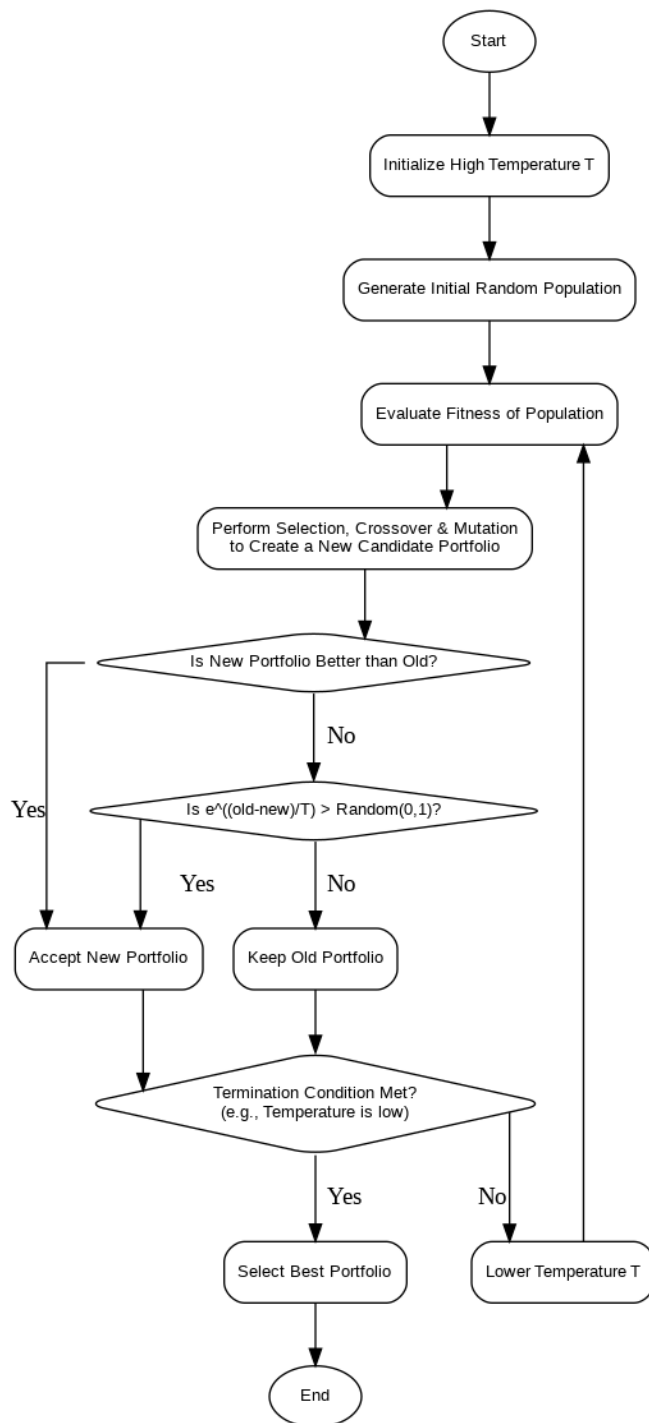 Start
Initialize High Temperature T
Generate Initial Random Population
Evaluate Fitness of Population
Perform Selection, Crossover & Mutation
to Create a New Candidate Portfolio
Is New Portfolio Better than Old?
No
Yes
Is e^((old-new)/T) > Random(0,1)?
Yes
No
Accept New Portfolio
Keep Old Portfolio
Termination Condition Met?
(e.g., Temperature is low)
Yes
No
Select Best Portfolio
Lower Temperature T
End